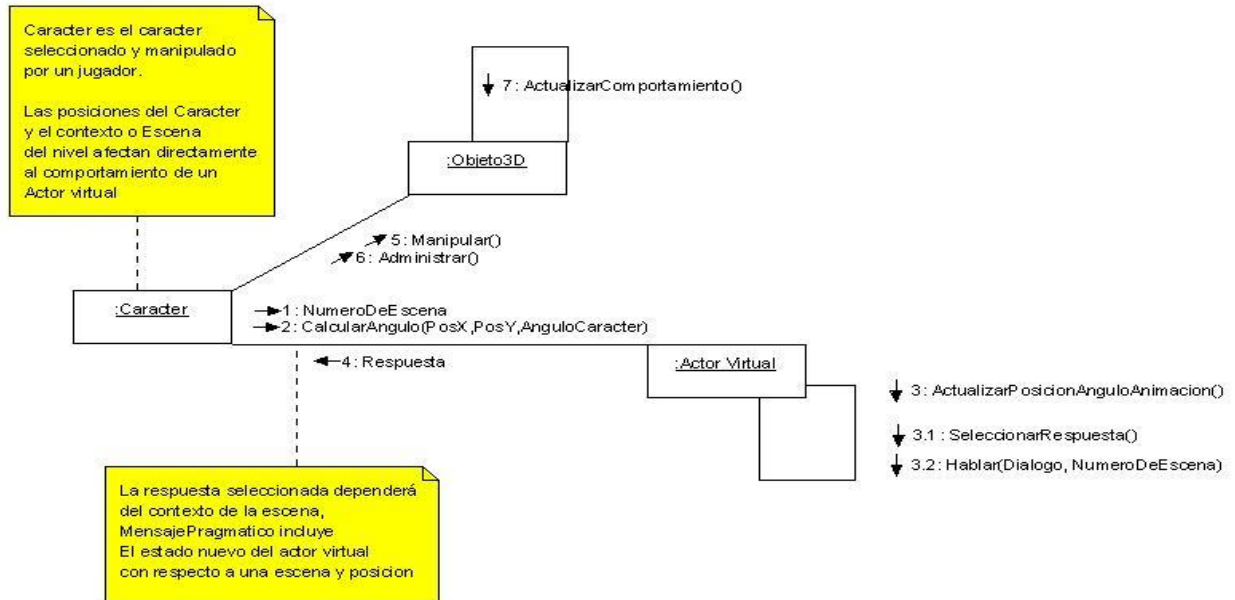 Caracter es el caracter
seleccionado y manipulado
por un jugador.
Las posiciones del Caracter
y el contexto o Escena
del nivel afectan directamente
al comportamiento de un
Actor virtual
7: ActualizarComportamiento()
:Objeto3D
5: Manipular()
6: Administrar()
:Caracter
1: NumeroDeEscena
2: CalcularAngulo(PosX,PosY,AnguloCaracter)
4: Respuesta
:Actor Virtual
3: ActualizarPosicionAnguloAnimacion()
3.1 : SeleccionarRespuesta()
3.2: Hablar(Dialogo, NumeroDeEscena)
La respuesta seleccionada dependerá
del contexto de la escena,
MensajePragmatico incluye
El estado nuevo del actor virtual
con respecto a una escena y posicion